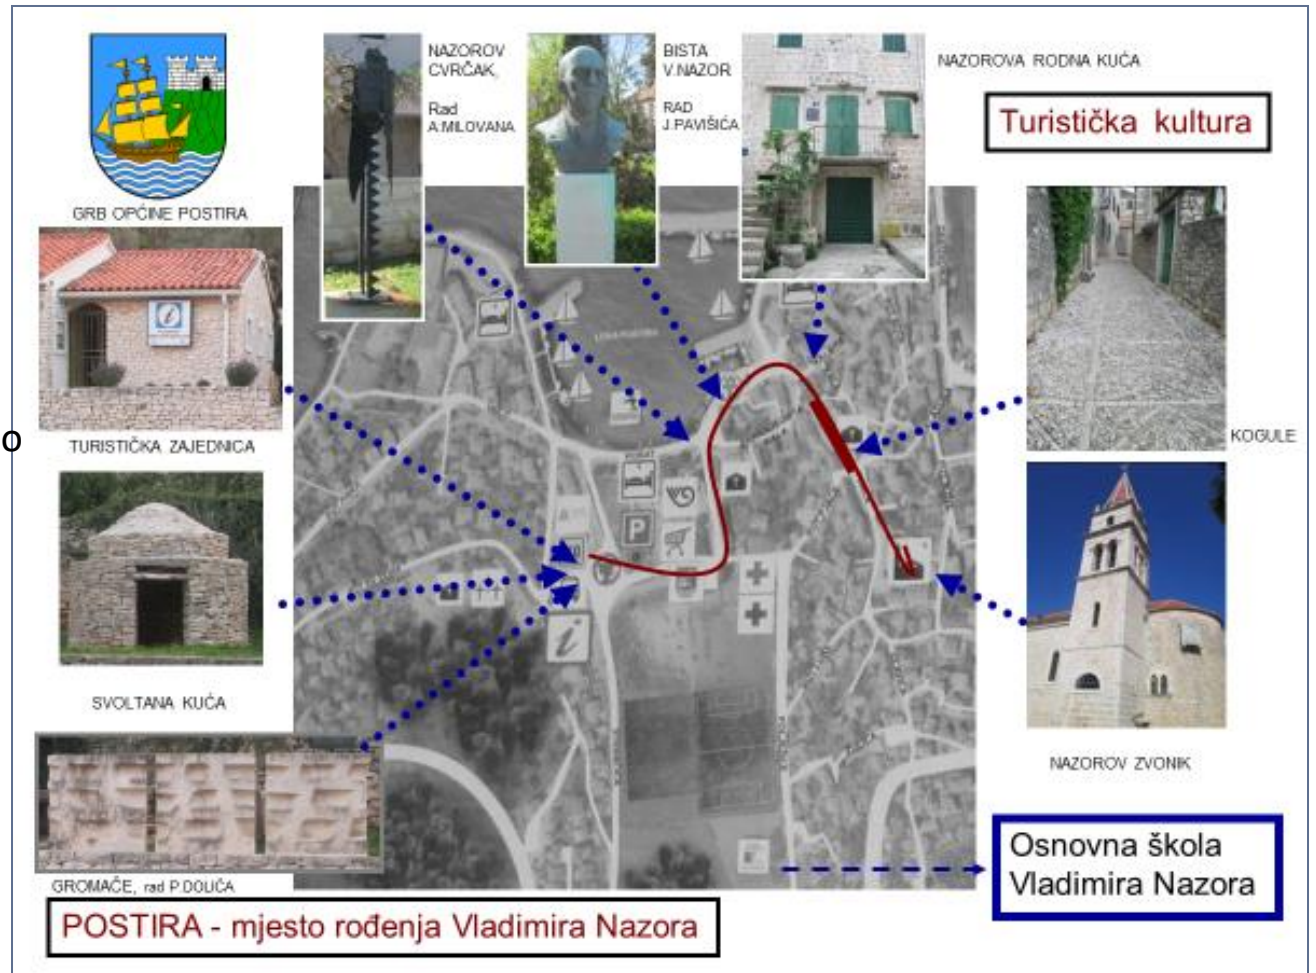 NAZOROV
CVRČAK,
Rad
A.MILOVANA
BISTA
V.NAZOR
RAD
J.PAVIŠIĆA
NAZOROVA RODNA KUĆA
Turistička kultura
GRB OPĆINE POSTIRA
TURISTIČKA ZAJEDNICA
o
KOGULE
P
i
SVOLTANA KUĆA
NAZOROV ZVONIK
Osnovna škola
Vladimira Nazora
GROMAČE, rad P.DOLIĆA
POSTIRA - mjesto rođenja Vladimira Nazora